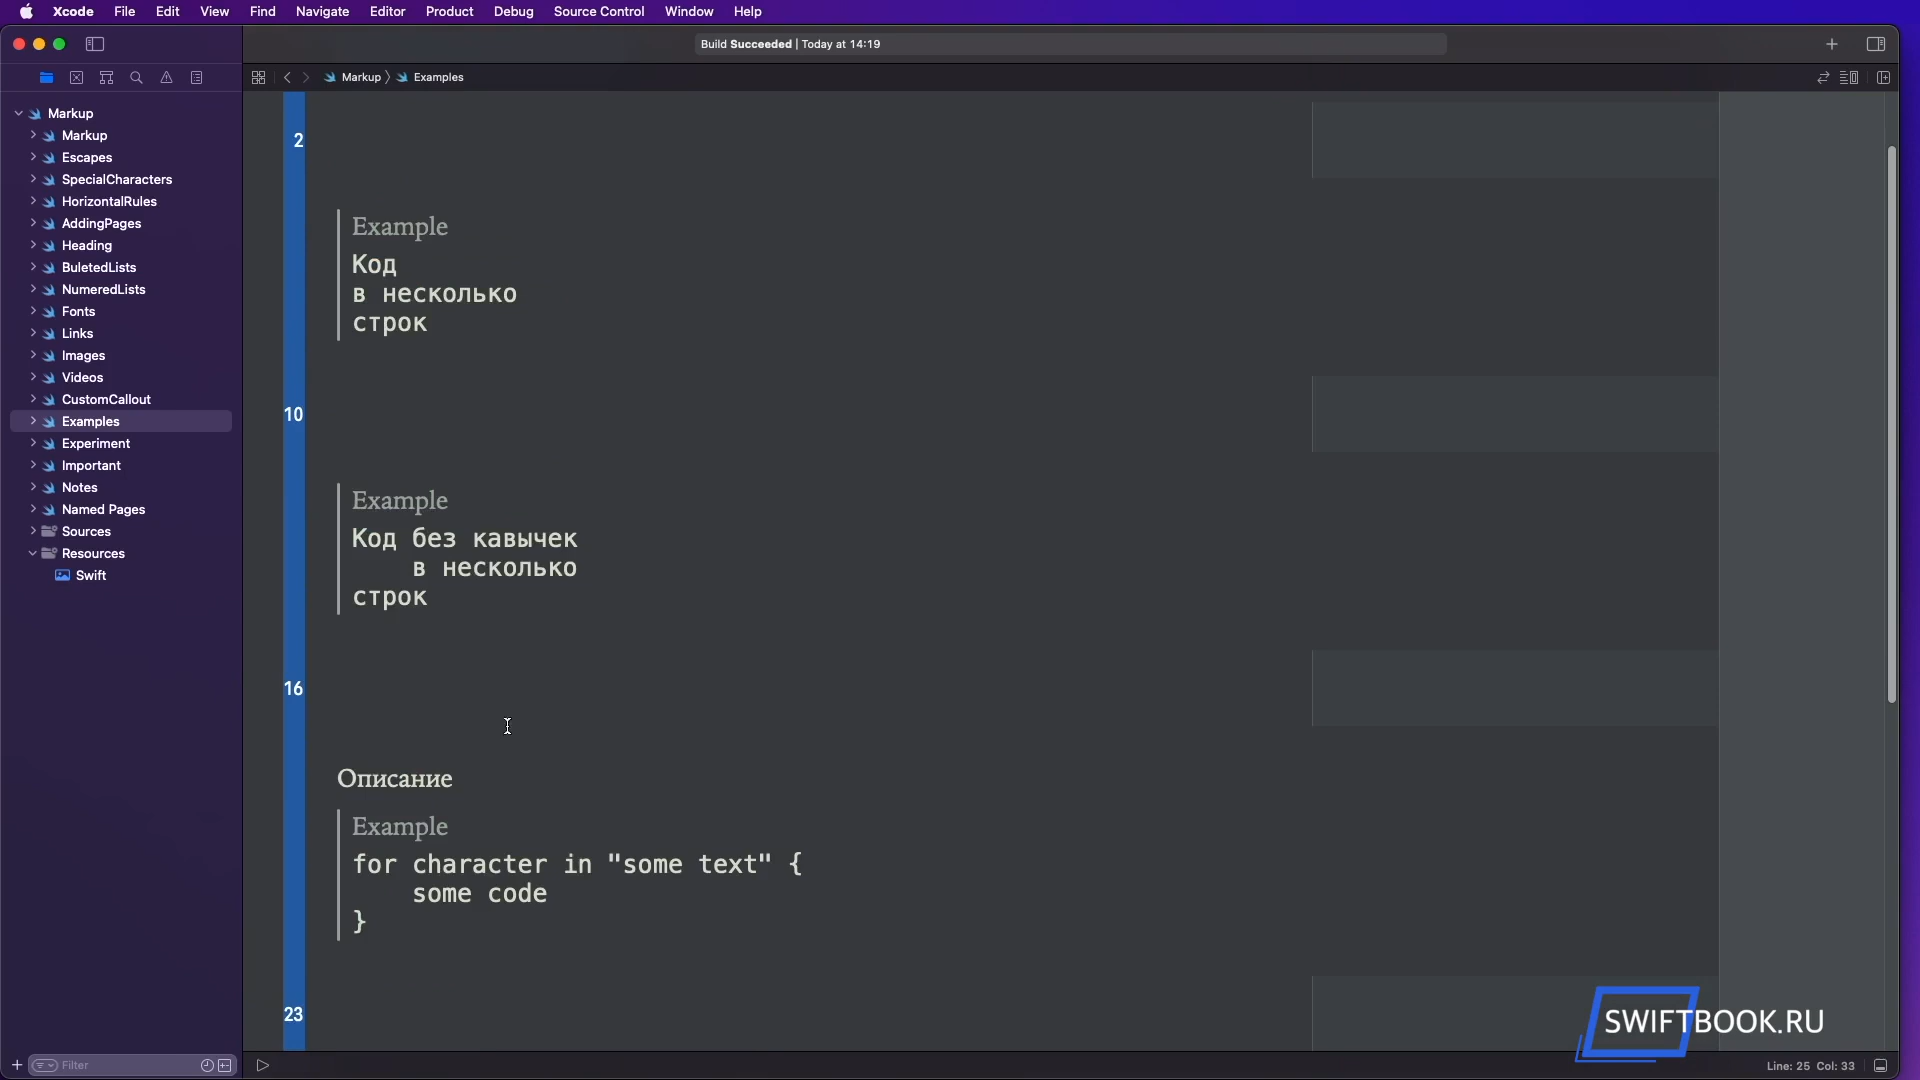 Xcode File Edit View Find Navigate Editor Product Debug Source Control Window Help
Build Succeeded | Today at 14:19
Markup Examples
Markup
Markup
Escapes
SpecialCharacters
HorizontalRules
AddingPages
Heading
BuletedLists
NumeredLists
Fonts
Links
Images
Videos
CustomCallout
Examples
Experiment
Important
Notes
Named Pages
Sources
Resources
Swift
Filter
2
Example
Код
в несколько
строк
10
Example
Код без кавычек
в несколько
строк
16
Описание
Example
for character in "some text" {
some code
}
23
SWIFTBOOK.RU
Line: 25 Col: 33